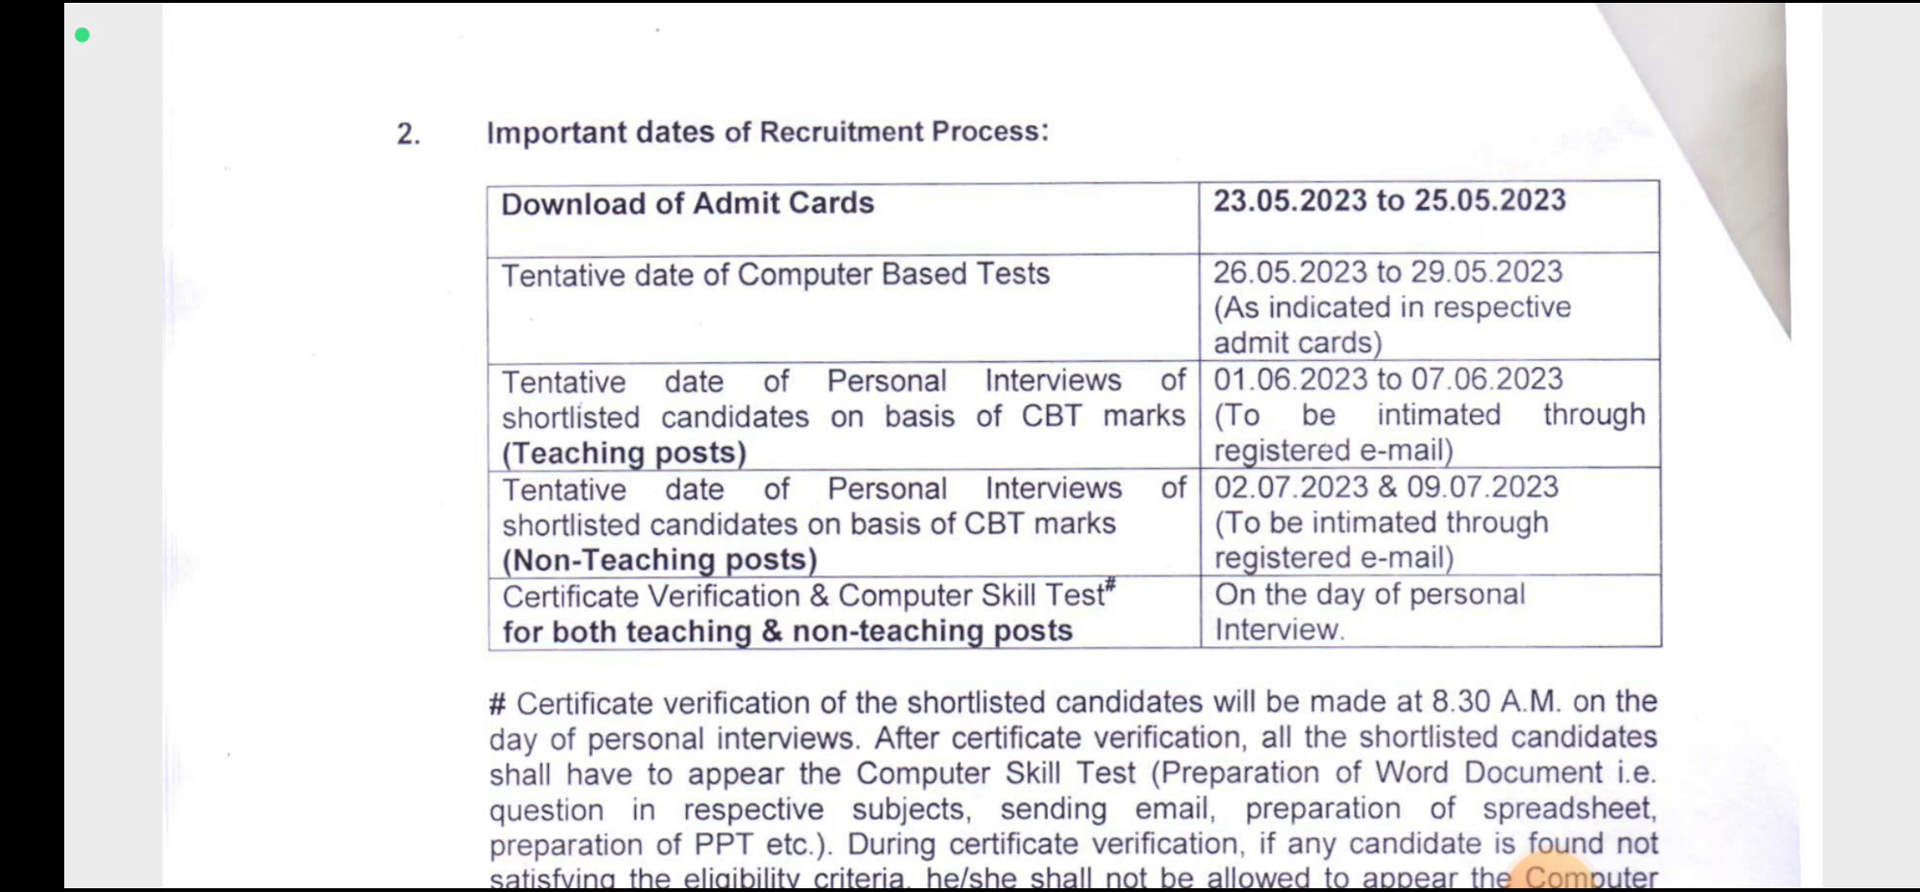 2. Important dates of Recruitment Process:
Download of Admit Cards 23.05.2023 to 25.05.2023
Tentative date of Computer Based Tests 26.05.2023 to 29.05.2023
(As indicated in respective
admit cards)
Tentative date of Personal Interviews of
shortlisted candidates on basis of CBT marks
(Teaching posts)
01.06.2023 to 07.06.2023
(To be intimated through
registered e-mail)
Tentative date of Personal Interviews of
shortlisted candidates on basis of CBT marks
(Non-Teaching posts)
02.07.2023 & 09.07.2023
(To be intimated through
registered e-mail)
Certificate Verification & Computer Skill Test#
for both teaching & non-teaching posts
On the day of personal
Interview.
# Certificate verification of the shortlisted candidates will be made at 8.30 A.M. on the
day of personal interviews. After certificate verification, all the shortlisted candidates
shall have to appear the Computer Skill Test (Preparation of Word Document i.e.
question in respective subjects, sending email, preparation of spreadsheet,
preparation of PPT etc.). During certificate verification, if any candidate is found not
satisfying the eligibility criteria, he/she shall not be allowed to appear the Computer